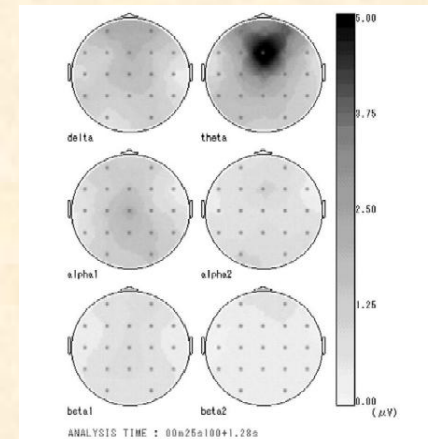 5.00
delta
theta
3.75
2.50
alpha1
alpha2
1.25
0.00
beta1
beta2
(μV)
ANALYSIS TIME : 00m25s100+1.28s